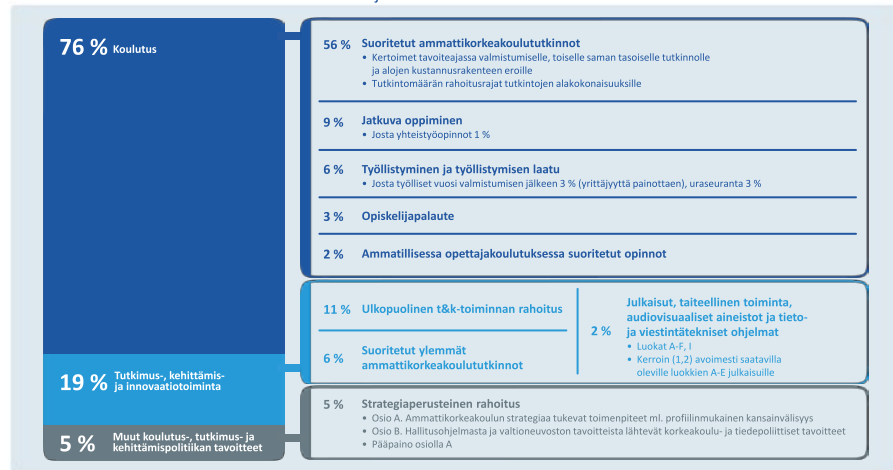 76 % Koulutus
56 % Suoritetut ammattikorkeakoulututkinnot
• Kertoimet tavoiteajassa valmistumiselle, toiselle saman tasoiselle tutkinnolle
ja alojen kustannusrakenteen eroille
• Tutkintomäärän rahoitusrajat tutkintojen alakokonaisuuksille
9 % Jatkuva oppiminen
• Josta yhteistyöopinnot 1 %
6 % Työllistyminen ja työllistymisen laatu
• Josta työlliset vuosi valmistumisen jälkeen 3 % (yrittäjyyttä painottaen), uraseuranta 3 %
3 % Opiskelijapalaute
2 % Ammatillisessa opettajakoulutuksessa suoritetut opinnot
19 % Tutkimus-, kehittämis-
ja innovaatiotoiminta
11 % Ulkopuolinen t&k-toiminnan rahoitus
6 % Suoritetut ylemmät
ammattikorkeakoulututkinnot
2 % Julkaisut, taiteellinen toiminta,
audiovisuaaliset aineistot ja tieto-
ja viestintätekniset ohjelmat
• Luokat A-F, I
• Kerroin (1,2) avoimesti saatavilla
oleville luokkien A-E julkaisuille
5 % Muut koulutus-, tutkimus- ja
kehittämispolitiikan tavoitteet
5 % Strategiaperusteinen rahoitus
• Osio A. Ammattikorkeakoulun strategiaa tukevat toimenpiteet ml. profiilinmukainen kansainvälisyys
• Osio B. Hallitusohjelmasta ja valtioneuvoston tavoitteista lähtevät korkeakoulu- ja tiedepoliittiset tavoitteet
• Pääpaino osiolla A